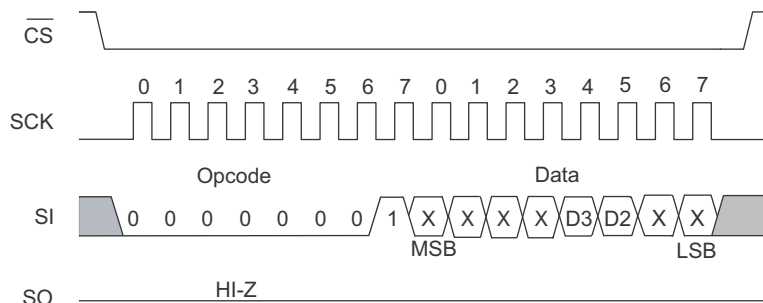 CS
0 1 2 3 4 5 6 7 0 1 2 3 4 5 6 7
SCK
Opcode Data
SI 0 0 0 0 0 0 0 1 X X X X D3 D2 X X
MSB LSB
HI-Z
SO